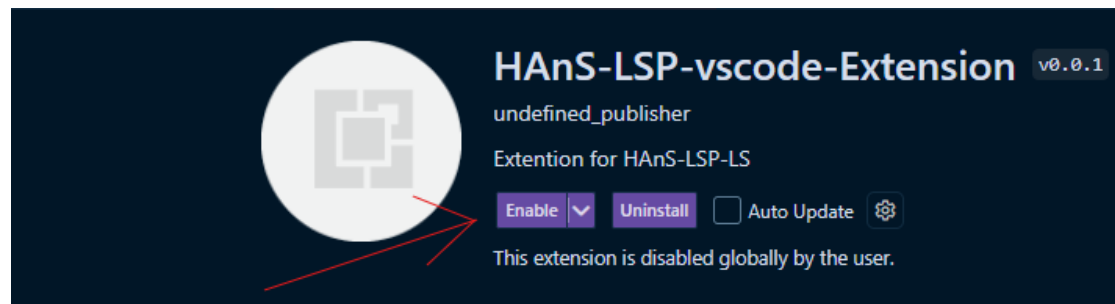 HAnS-LSP-vscode-Extension v0.0.1
undefined_publisher
Extention for HAnS-LSP-LS
Enable Uninstall Auto Update
This extension is disabled globally by the user.